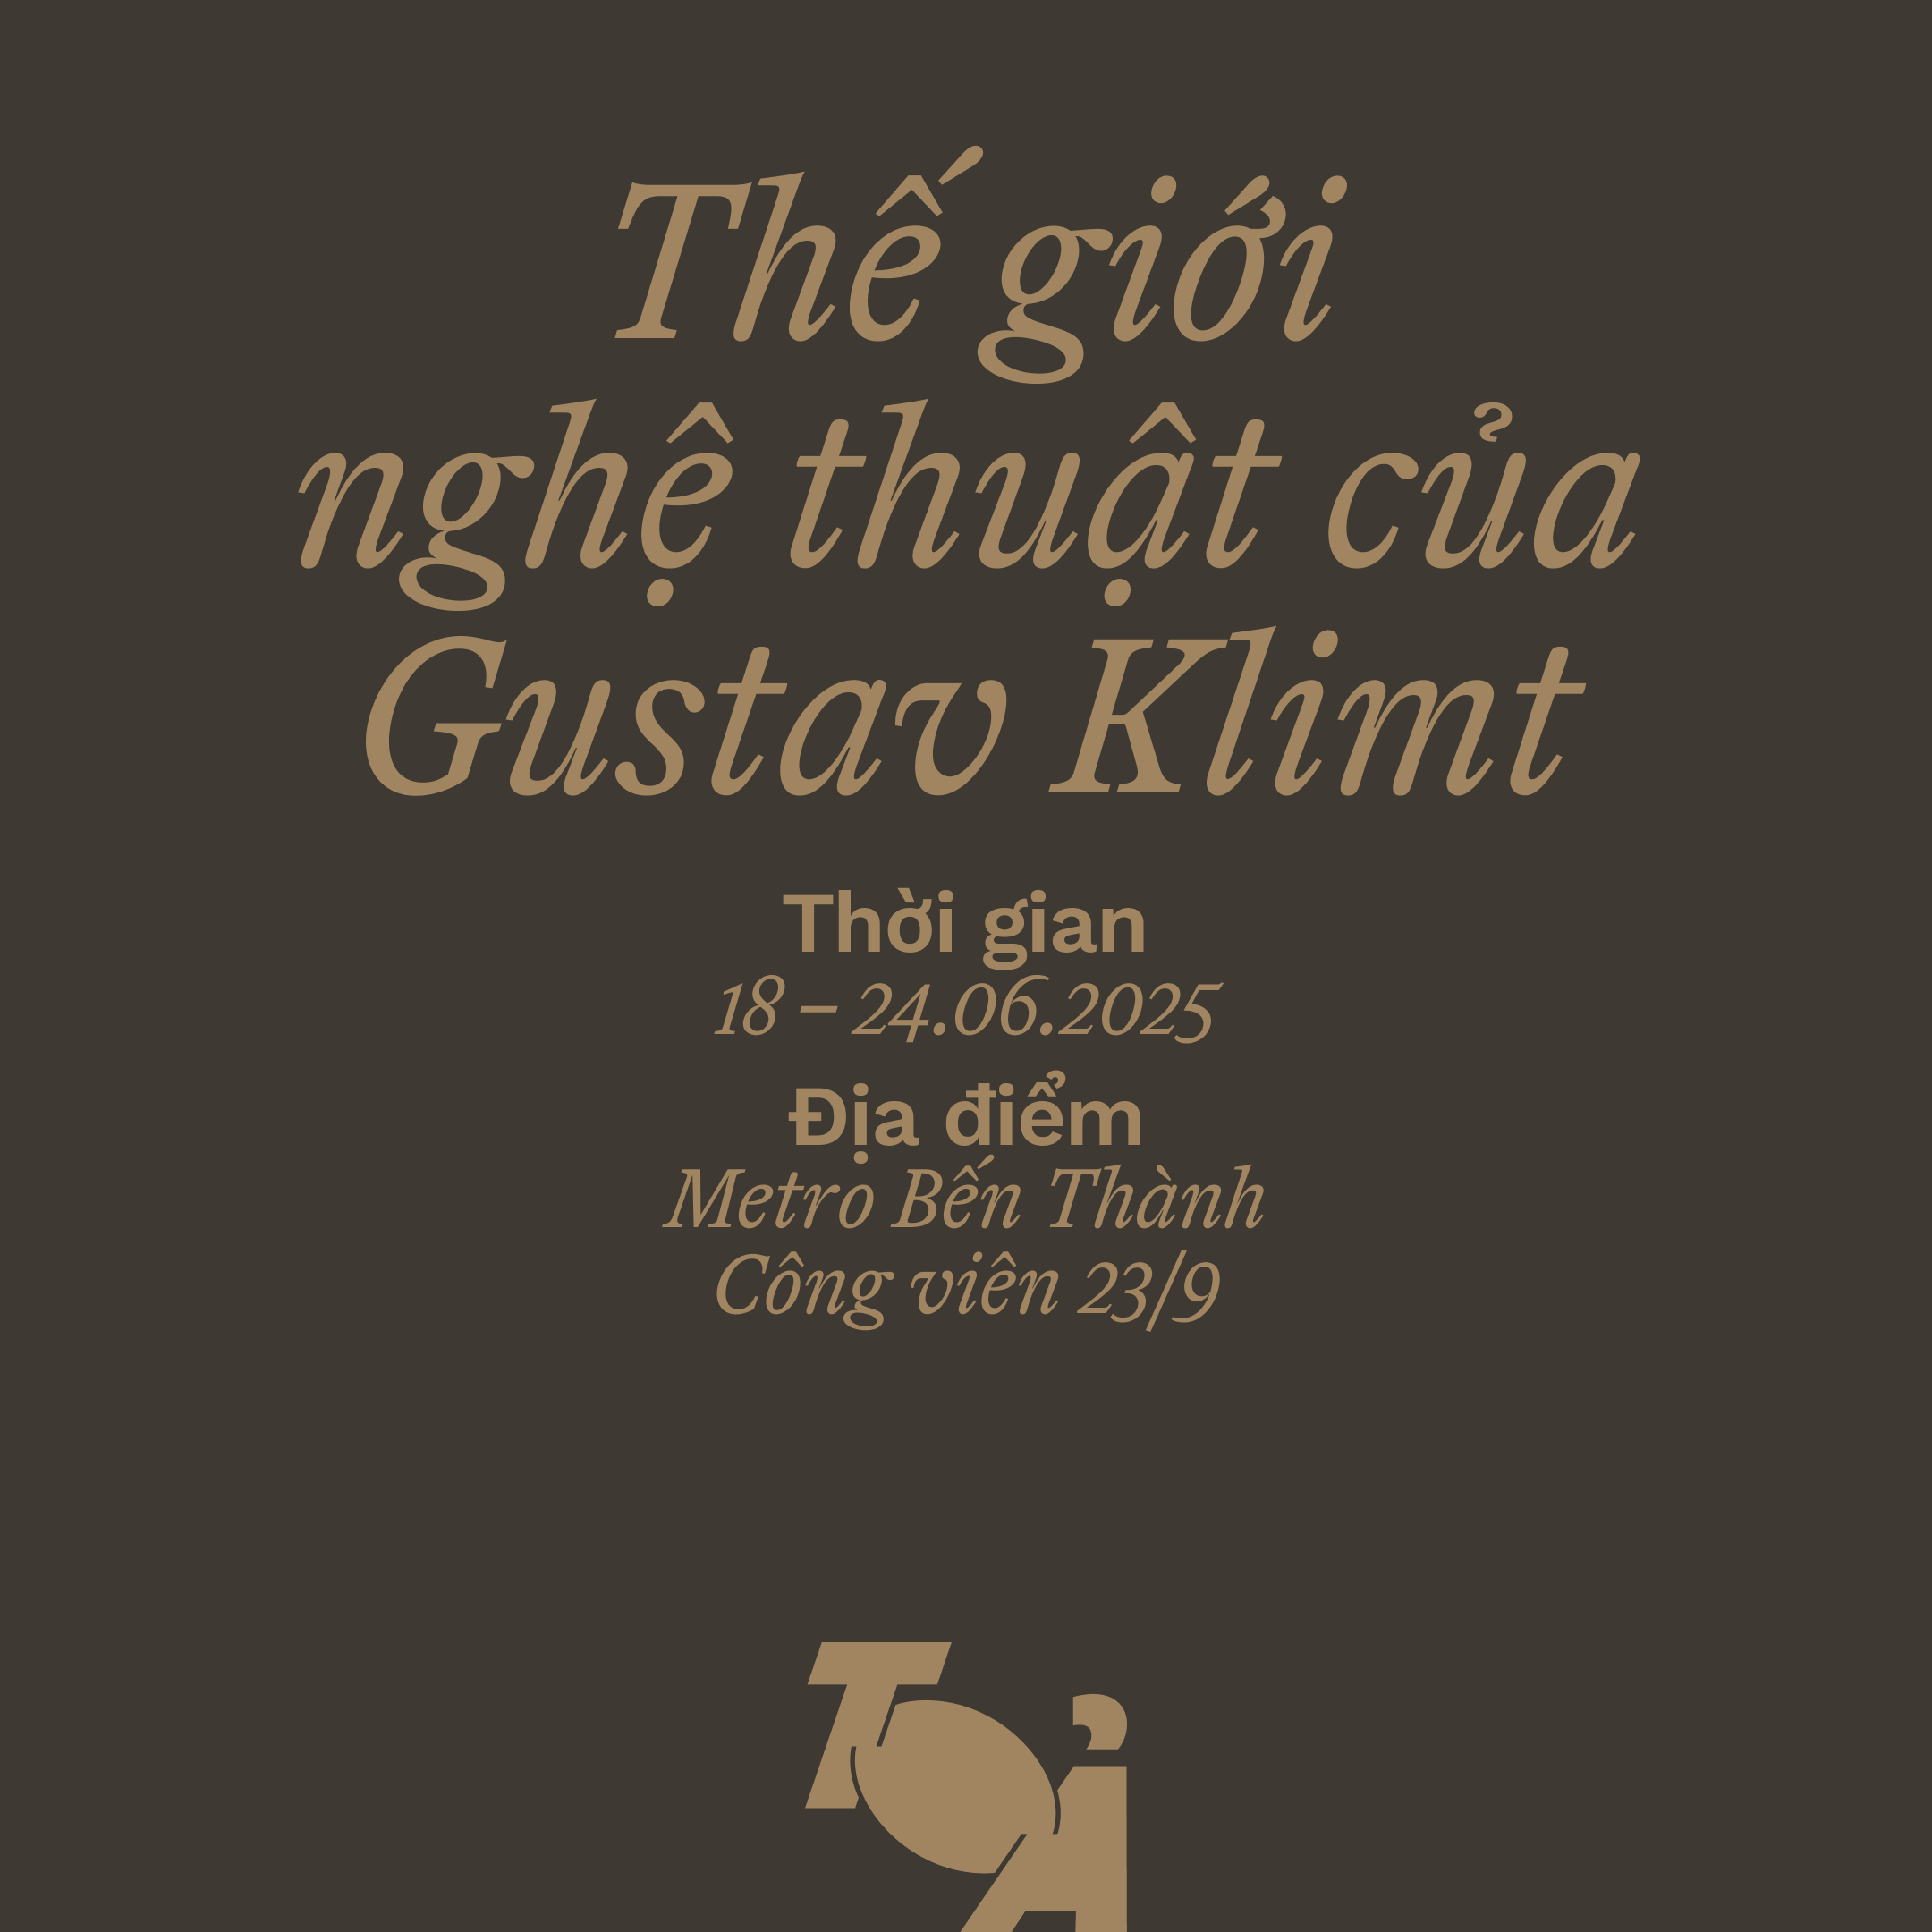 Thế giới
nghệ thuật của
Gustav Klimt
Thời gian
18 – 24.06.2025
Địa điểm
Metro Bến Thành
Công viên 23/9
TỎA